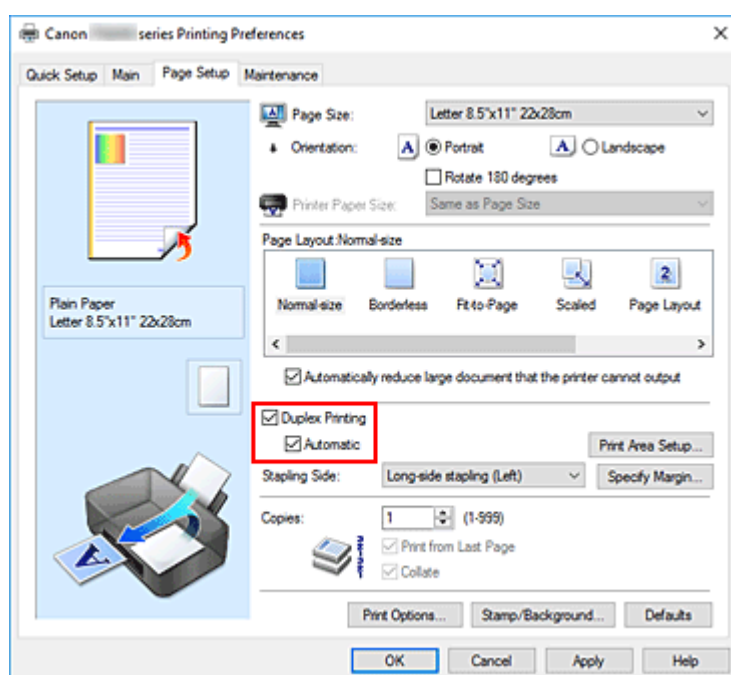 Canon series Printing Preferences
Quick Setup Main Page Setup Maintenance
Page Size: Letter 8.5"x11" 22x28cm
Orientation: A Portrait A Landscape
Rotate 180 degrees
Printer Paper Size: Same as Page Size
Page Layout:Normal-size
2
Normal-size Borderless Fit-to-Page Scaled Page Layout
Plain Paper
Letter 8.5"x11" 22x28cm
Automatically reduce large document that the printer cannot output
Duplex Printing
Automatic
Print Area Setup...
Stapling Side: Long-side stapling (Left) Specify Margin...
Copies: 1 (1-999)
Print from Last Page
Collate
A
Print Options... Stamp/Background... Defaults
OK Cancel Apply Help